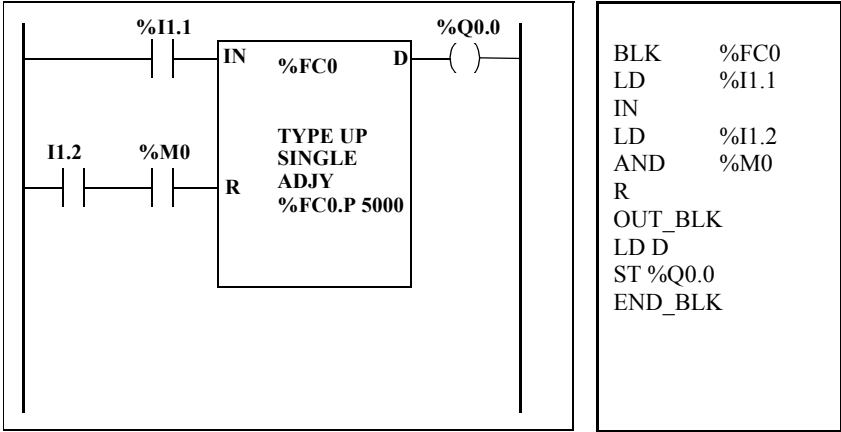 %I1.1
%Q0.0
IN
%FC0
D
TYPE UP
I1.2
%M0
SINGLE
R
ADJY
%FC0.P 5000
BLK %FC0
LD %I1.1
IN
LD %I1.2
AND %M0
R
OUT_BLK
LD D
ST %Q0.0
END_BLK